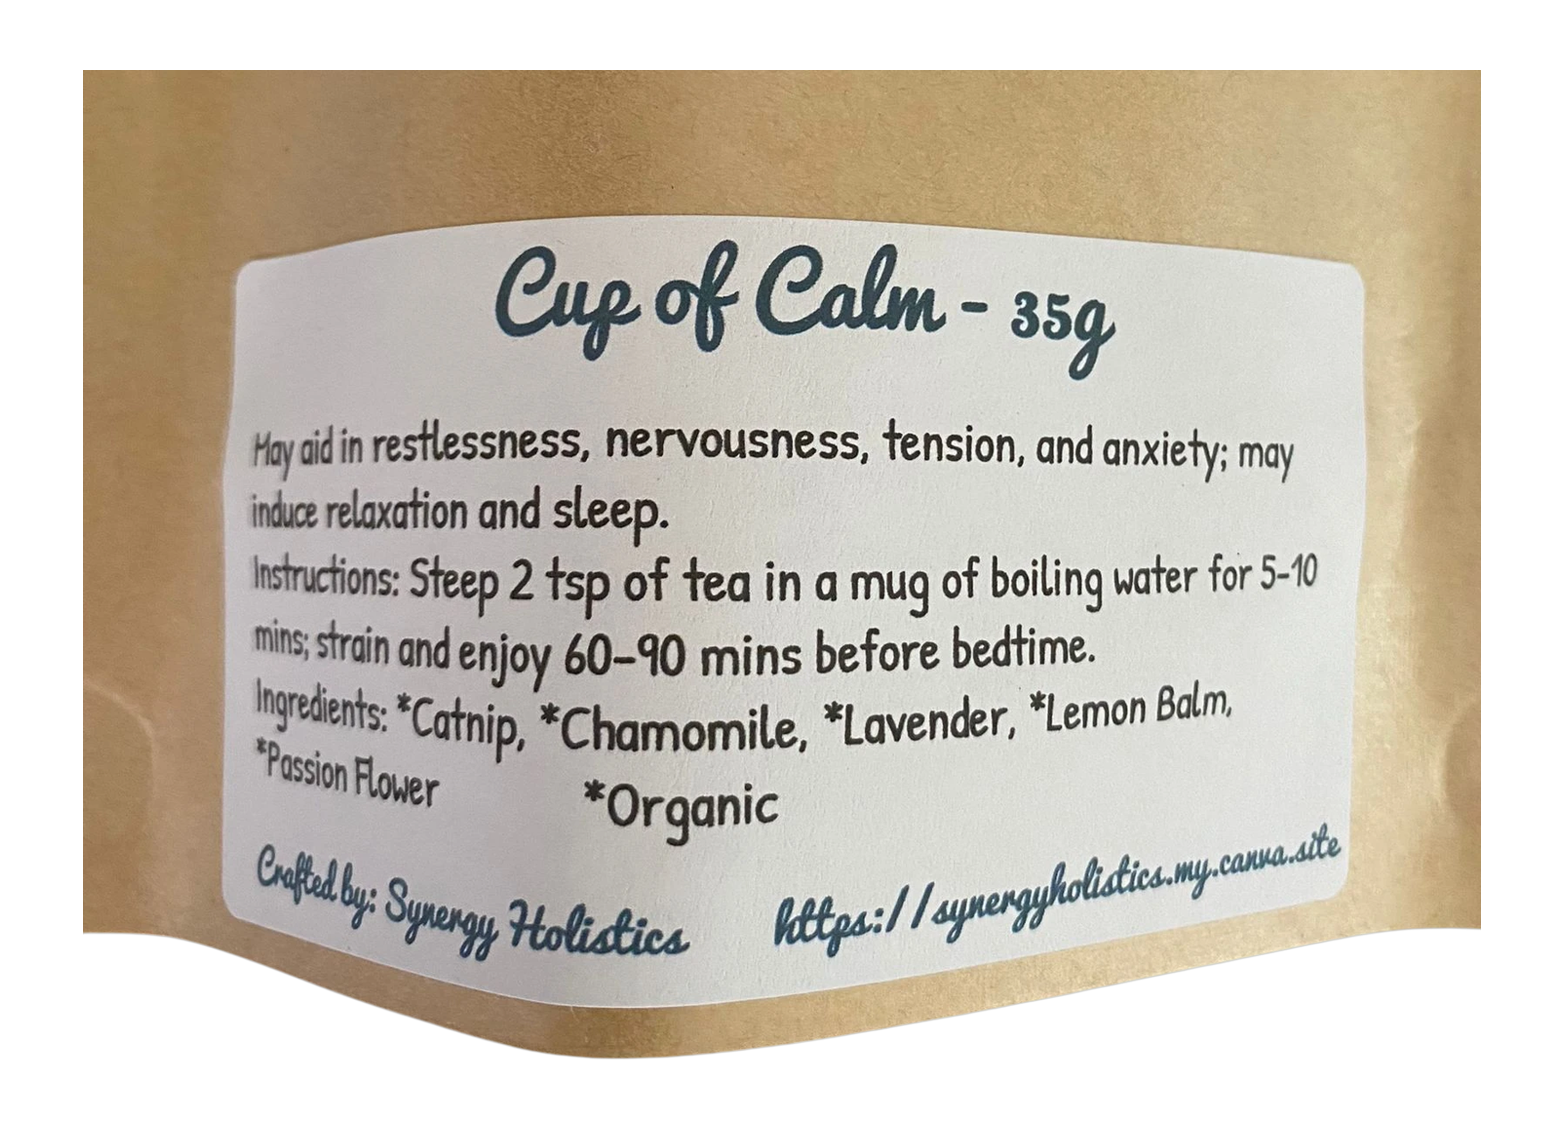 Cup of Calm - 35g
May aid in restlessness, nervousness, tension, and anxiety; may
induce relaxation and sleep.
Instructions: Steep 2 tsp of tea in a mug of boiling water for 5-10
mins; strain and enjoy 60-90 mins before bedtime.
Ingredients: *Catnip, *Chamomile, *Lavender, *Lemon Balm,
*Passion Flower *Organic
Crafted by: Synergy Holistics https://synergyholistics.my.canva.site